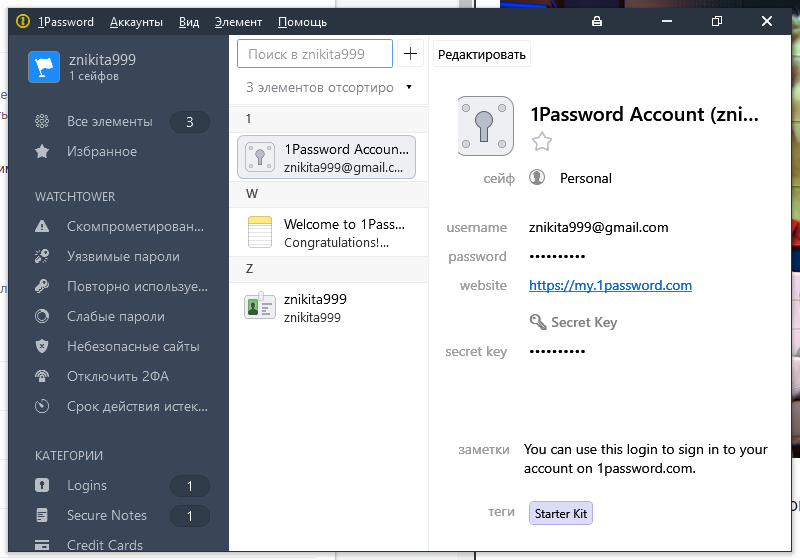 1Password Аккаунты Вид Элемент Помощь
znikita999
1 сейфов
Все элементы 3
Избранное
WATCHTOWER
Скомпрометирован...
Уязвимые пароли
Повторно используе...
Слабые пароли
Небезопасные сайты
Отключить 2ФА
Срок действия истек...
КАТЕГОРИИ
Logins 1
Secure Notes 1
Credit Cards
Поиск в znikita999
3 элементов отсортиро
1
1Password Accoun...
znikita999@gmail.c...
W
Welcome to 1Pass...
Congratulations!...
Z
znikita999
znikita999
Редактировать
1Password Account (zni...
сейф Personal
username znikita999@gmail.com
password ••••••••••
website https://my.1password.com
Secret Key
secret key ••••••••••
заметки You can use this login to sign in to your
account on 1password.com.
теги Starter Kit